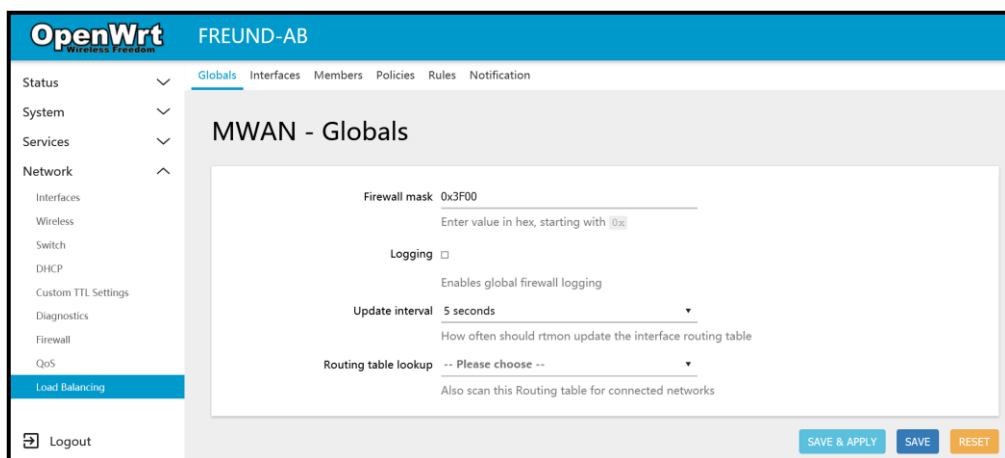 OpenWrt
Wireless Freedom
FREUND-AB
Status
System
Services
Network
Interfaces
Wireless
Switch
DHCP
Custom TTL Settings
Diagnostics
Firewall
QoS
Load Balancing
Logout
Globals Interfaces Members Policies Rules Notification
MWAN - Globals
Firewall mask 0x3F00
Enter value in hex, starting with 0x
Logging
Enables global firewall logging
Update interval 5 seconds
How often should rtmon update the interface routing table
Routing table lookup -- Please choose --
Also scan this Routing table for connected networks
SAVE & APPLY SAVE RESET